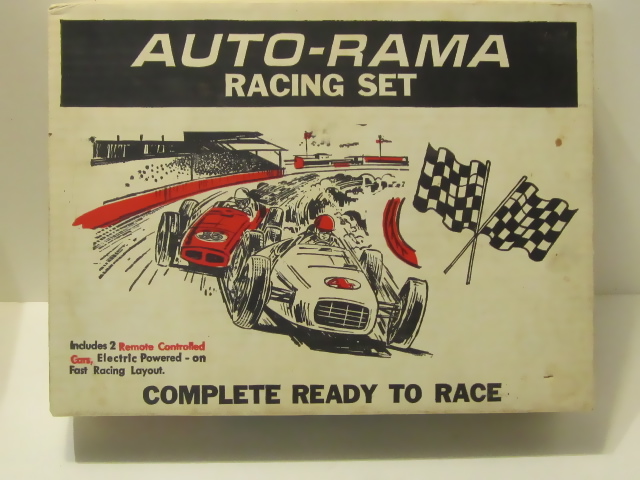 AUTO-RAMA
RACING SET
Includes 2 Remote Controlled
Cars, Electric Powered - on
Fast Racing Layout.
COMPLETE READY TO RACE